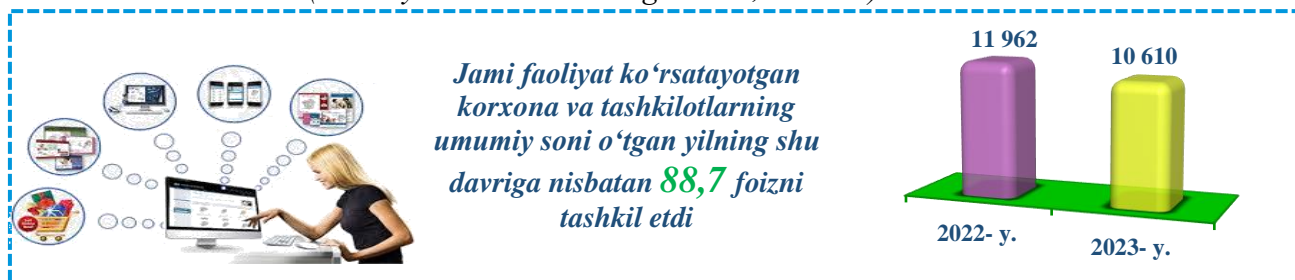 Jami faoliyat ko‘rsatayotgan
korxona va tashkilotlarning
umumiy soni o‘tgan yilning shu
davriga nisbatan 88,7 foizni
tashkil etdi
11 962
10 610
2022- y.
2023- y.